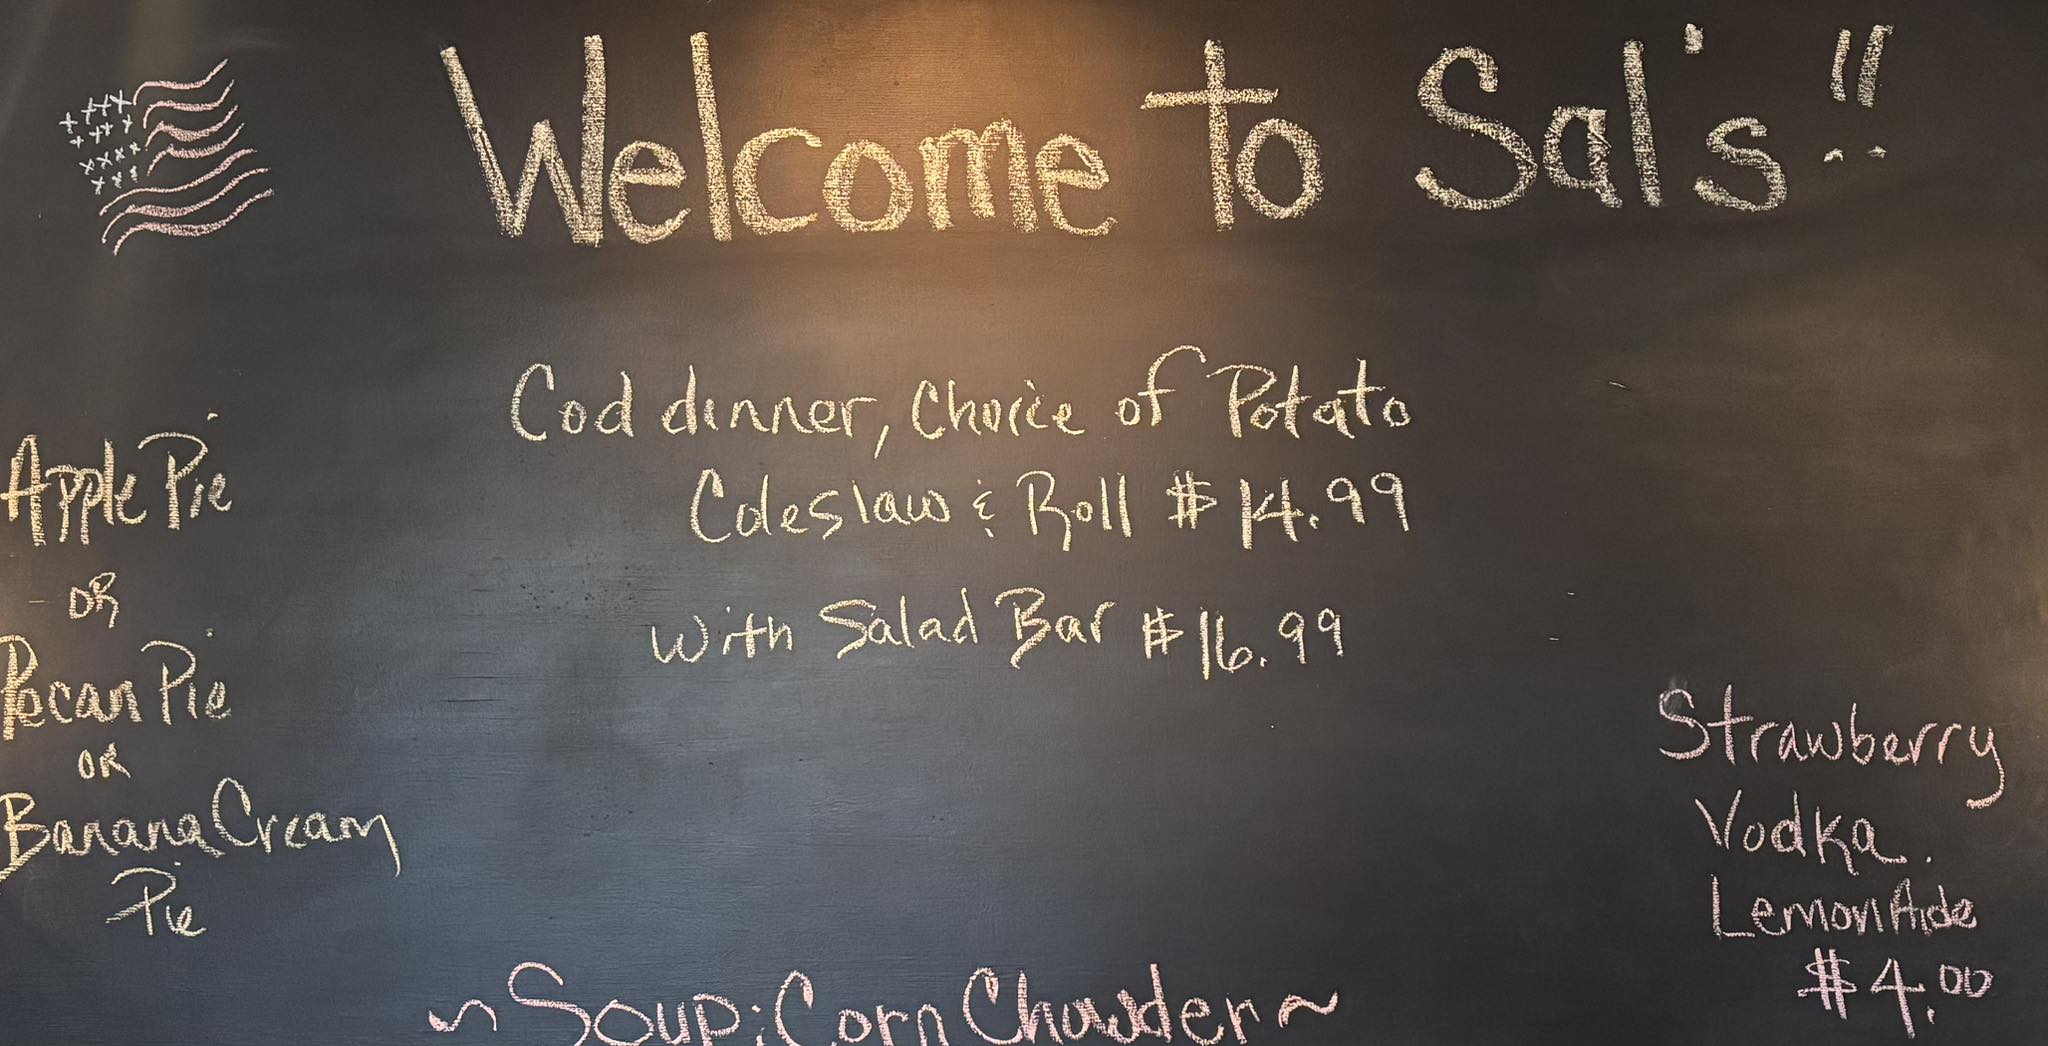 Welcome to Sal's!!
Cod dinner, Choice of Potato
Coleslaw & Roll $14.99
With Salad Bar $16.99
Apple Pie
OR
Pecan Pie
OR
Banana Cream
Pie
Strawberry
Vodka.
LemonAide
$4.00
~Soup: Corn Chowder~